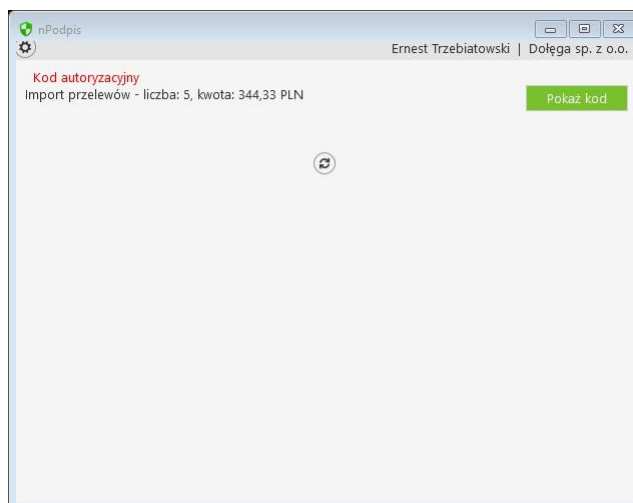 nPodpis
Ernest Trzebiatowski | Dołęga sp. z o.o.
Kod autoryzacyjny
Import przelewów - liczba: 5, kwota: 344,33 PLN
Pokaż kod